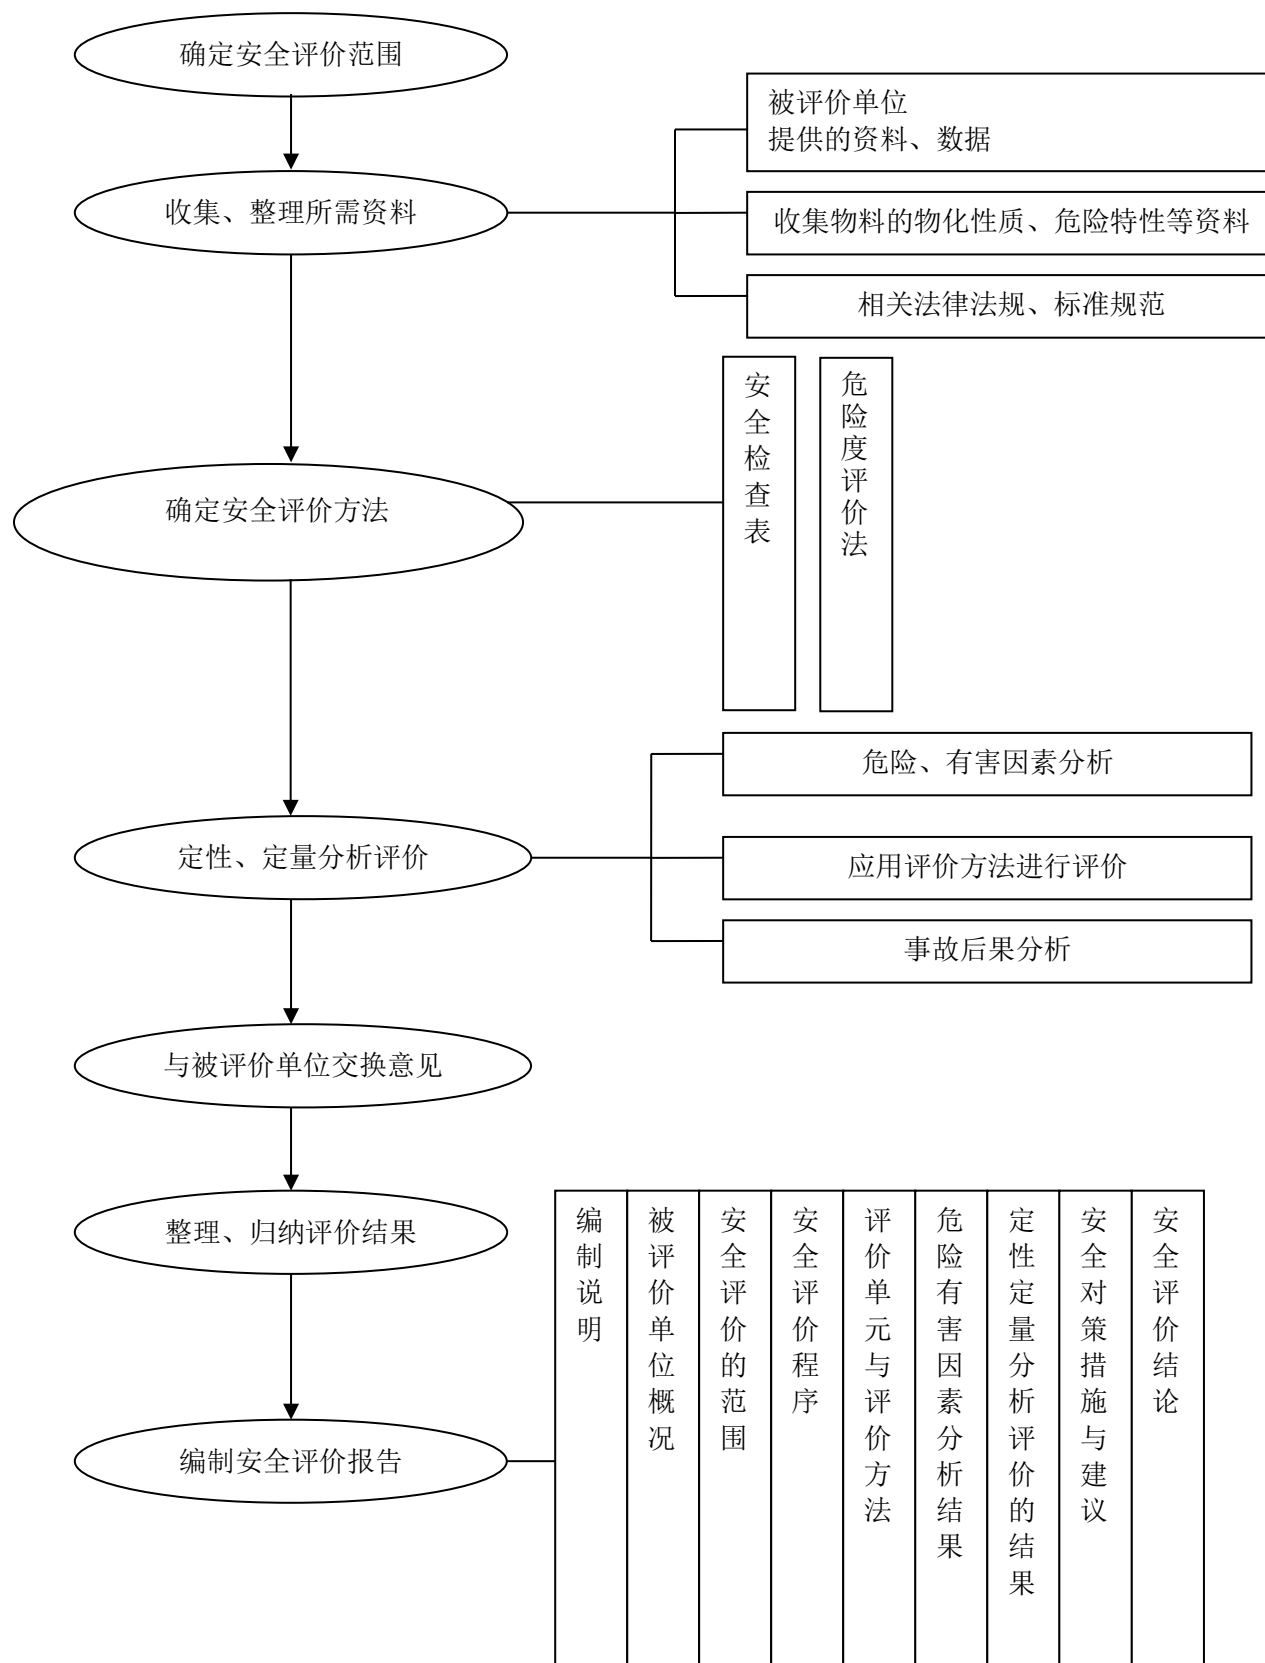 确定安全评价范围
被评价单位
提供的资料、数据
收集、整理所需资料
收集物料的物化性质、危险特性等资料
相关法律法规、标准规范
安全检查表
危险度评价法
确定安全评价方法
危险、有害因素分析
定性、定量分析评价
应用评价方法进行评价
事故后果分析
与被评价单位交换意见
整理、归纳评价结果
编制说明
被评价单位概况
安全评价的范围
安全评价程序
评价单元与评价方法
危险有害因素分析结果
定性定量分析评价的结果
安全对策措施与建议
安全评价结论
编制安全评价报告